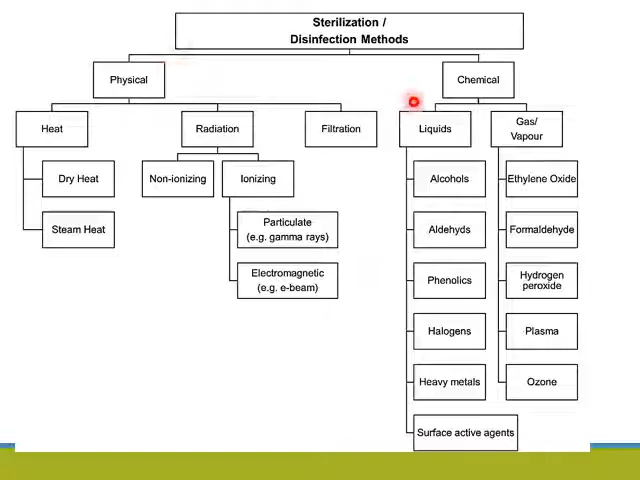 Sterilization /
Disinfection Methods
Physical
Chemical
Heat
Radiation
Filtration
Liquids
Gas/
Vapour
Dry Heat
Non-ionizing
Ionizing
Alcohols
Ethylene Oxide
Steam Heat
Particulate
(e.g. gamma rays)
Aldehyds
Formaldehyde
Electromagnetic
(e.g. e-beam)
Phenolics
Hydrogen
peroxide
Halogens
Plasma
Heavy metals
Ozone
Surface active agents